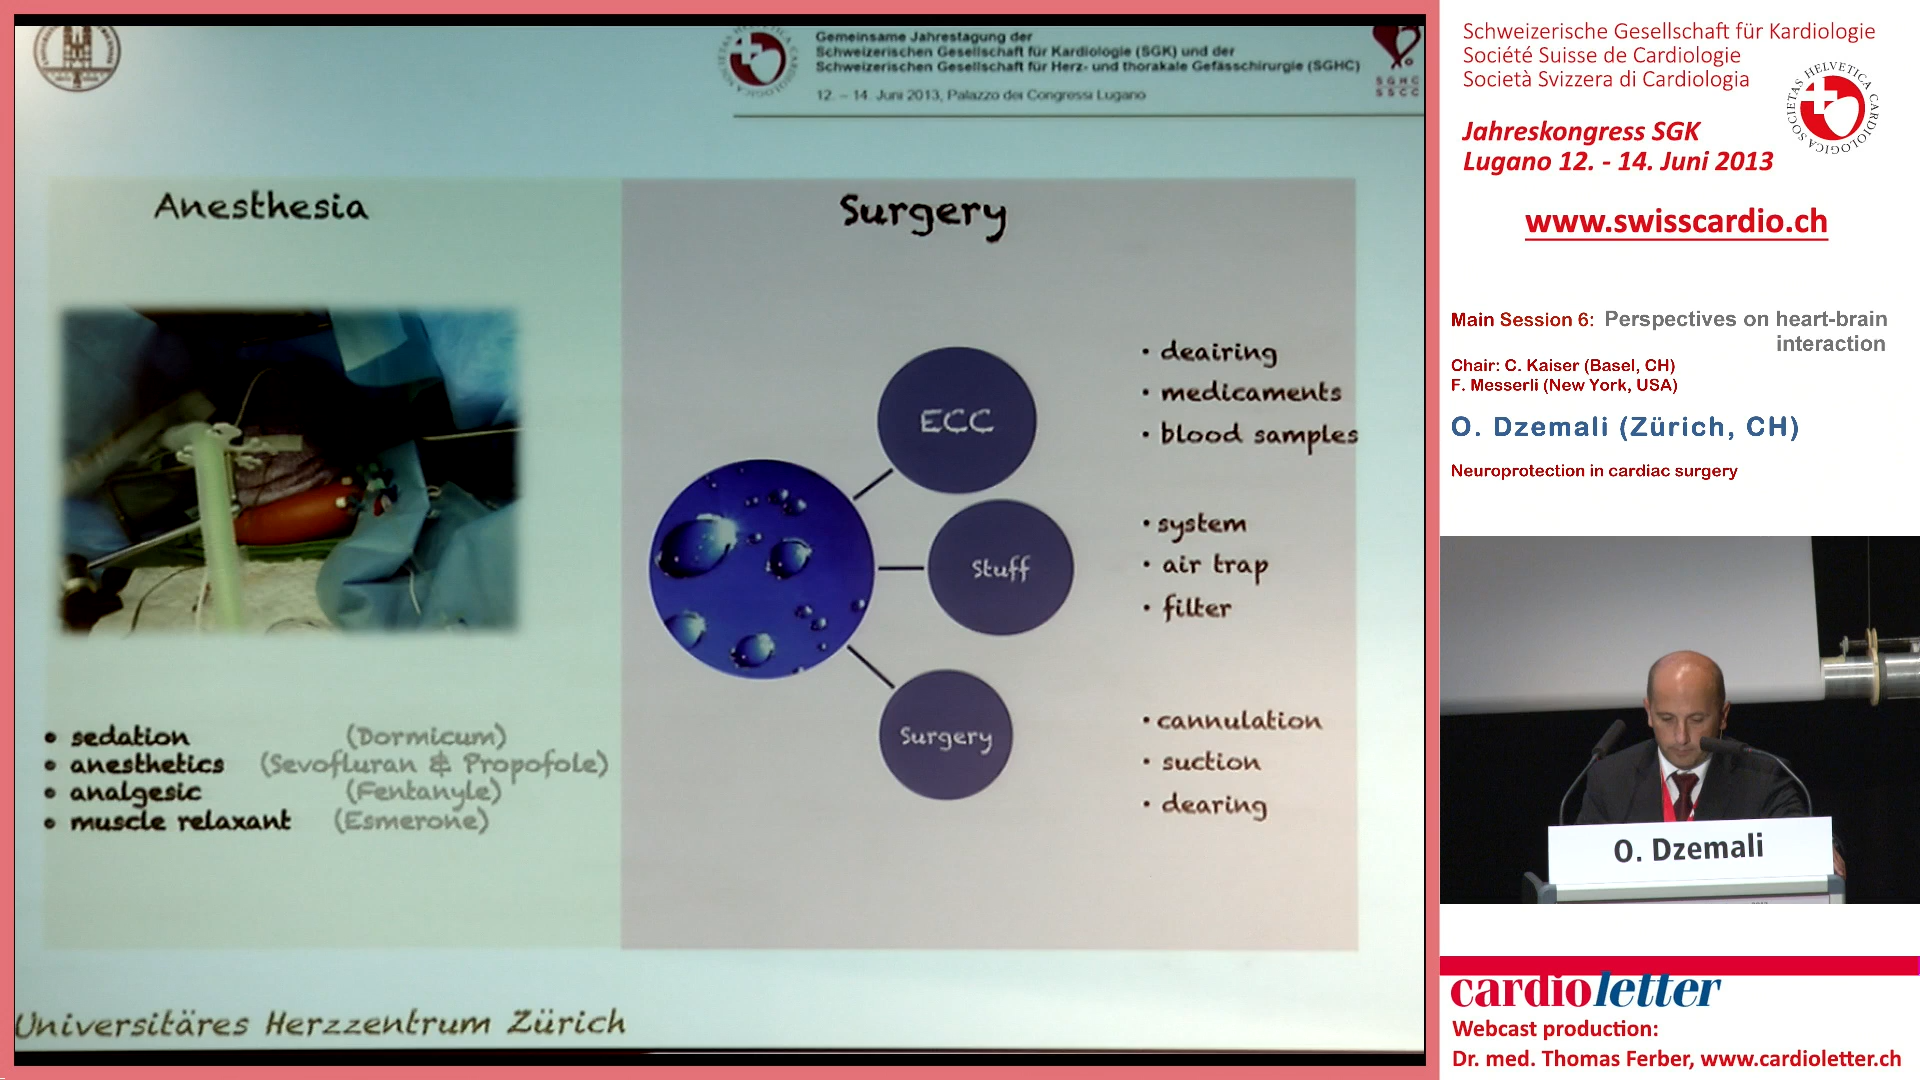 Gemeinsame Jahrestagung der
Schweizerischen Gesellschaft für Kardiologie (SGK) und der
Schweizerischen Gesellschaft für Herz- und thorakale Gefässchirurgie (SGHC)
12. – 14. Juni 2013, Palazzo dei Congressi Lugano
SGHC
SSCC
Anesthesia
• sedation (Dormicum)
• anesthetics (Sevofluran & Propofole)
• analgesic (Fentanyle)
• muscle relaxant (Esmerone)
Surgery
ECC
• deairing
• medicaments
• blood samples
Stuff
• system
• air trap
• filter
Surgery
• cannulation
• suction
• dearing
Universitäres Herzzentrum Zürich
Schweizerische Gesellschaft für Kardiologie
Société Suisse de Cardiologie
Società Svizzera di Cardiologia
SOCIETAS HELVETICA CARDIOLOGICA
Jahreskongress SGK
Lugano 12. - 14. Juni 2013
www.swisscardio.ch
Main Session 6: Perspectives on heart-brain
interaction
Chair: C. Kaiser (Basel, CH)
F. Messerli (New York, USA)
O. Dzemali (Zürich, CH)
Neuroprotection in cardiac surgery
O. Dzemali
cardioletter
Webcast production:
Dr. med. Thomas Ferber, www.cardioletter.ch